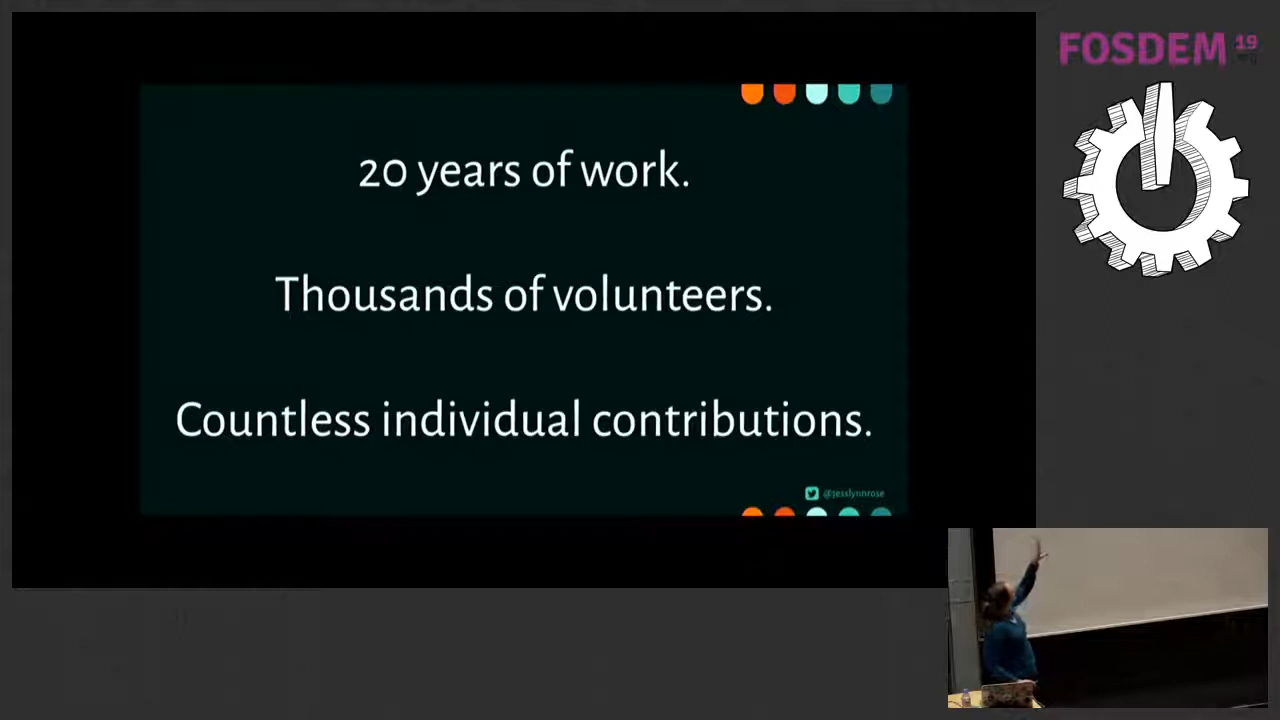 FOSDEM 19
20 years of work.
Thousands of volunteers.
Countless individual contributions.
@jesslynnrose